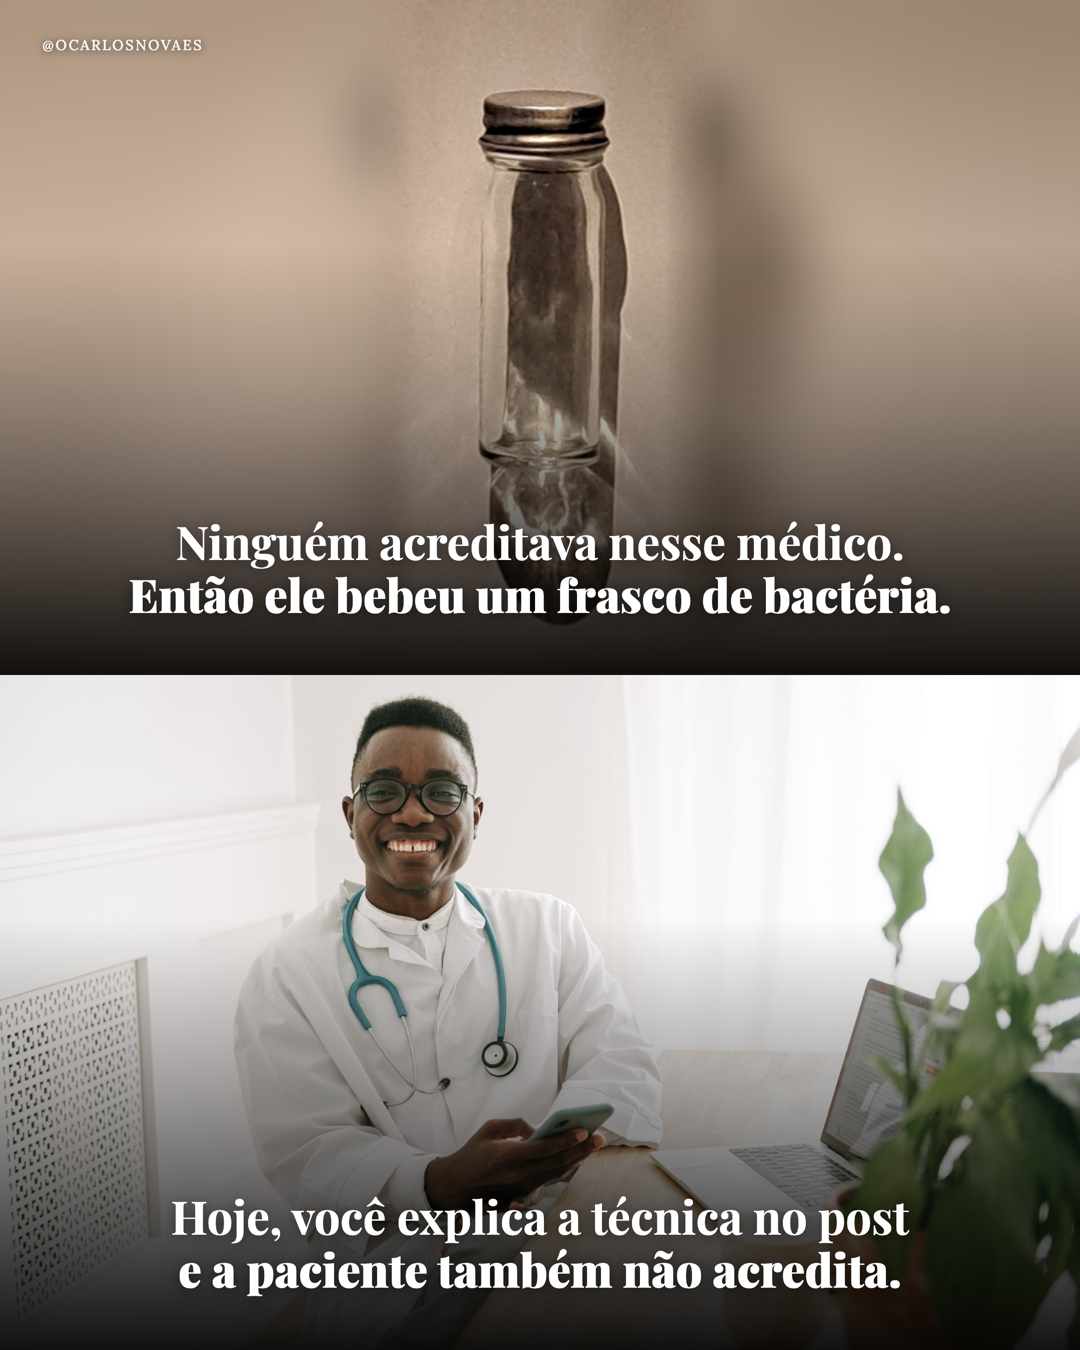 @OCARLOSNOVAES
Ninguém acreditava nesse médico.
Então ele bebeu um frasco de bactéria.
Hoje, você explica a técnica no post
e a paciente também não acredita.